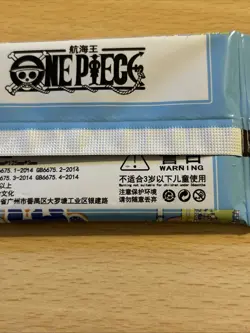 航海王
ONE PIECE
警告
6675.1-2014 GB6675.2-2014
6675.3-2014 GB6675.4-2014
以上
文化
省广州市番禺区大罗塘工业区银建路
不适合3岁以下儿童使用
注意保护环境
请勿随意丢弃